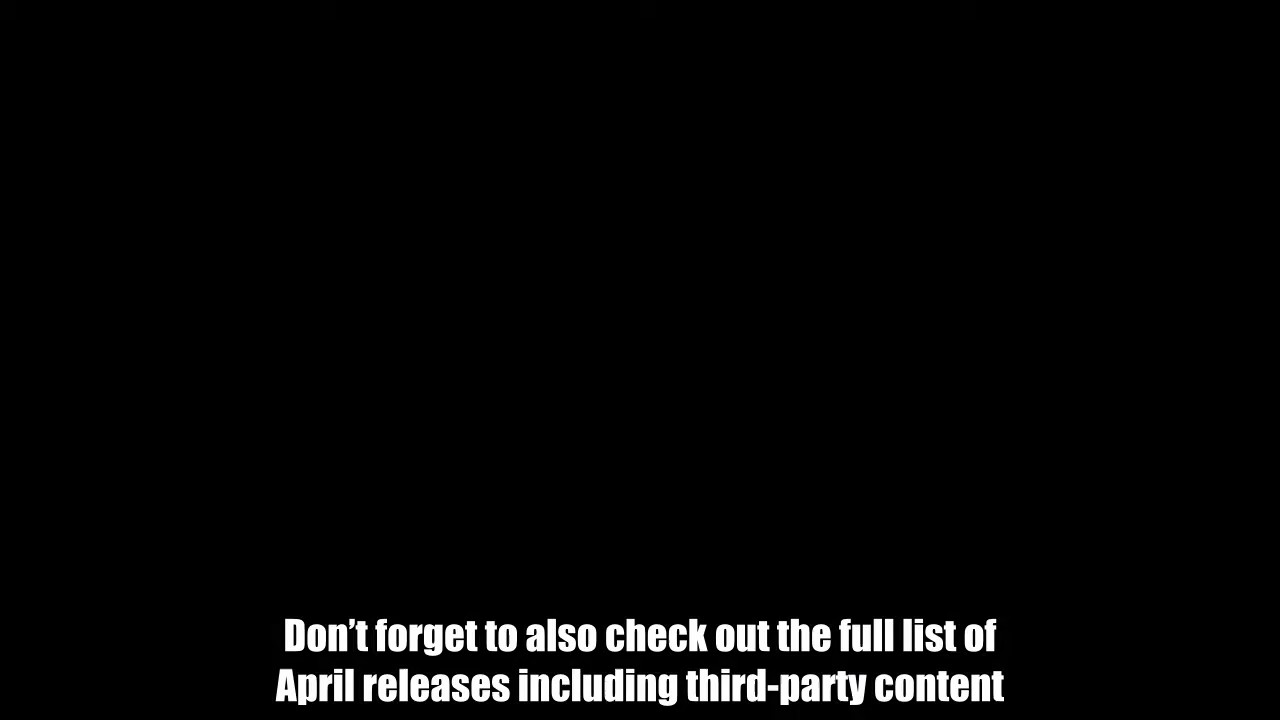 Don’t forget to also check out the full list of
April releases including third-party content